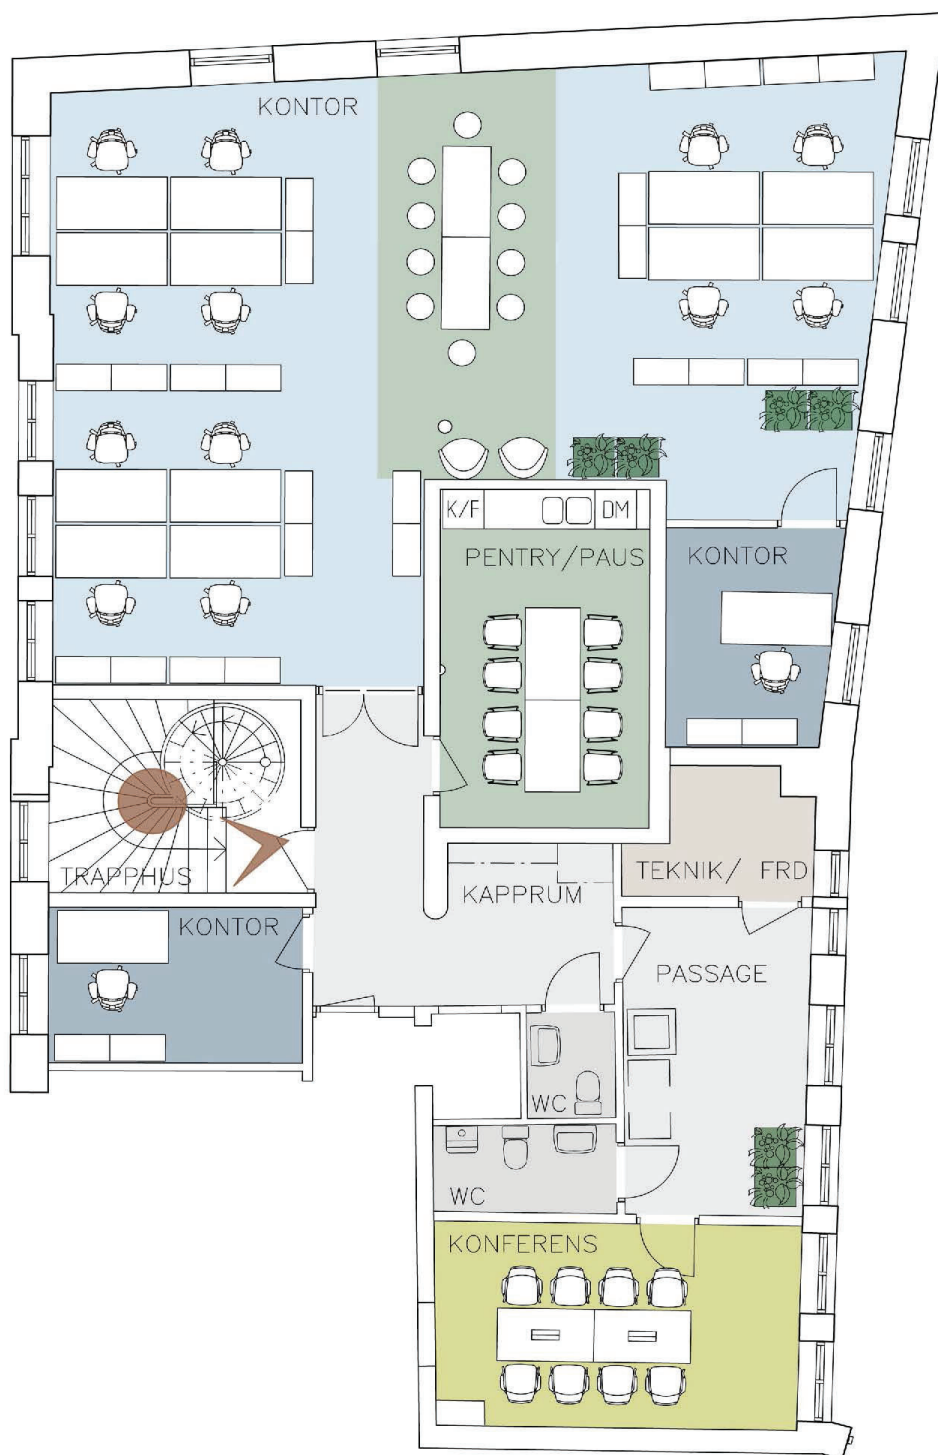 KONTOR
K/F
DM
PENTRY/PAUS
KONTOR
TRAPPHUS
TEKNIK/ FRD
KAPPRUM
KONTOR
PASSAGE
WC
WC
KONFERENS